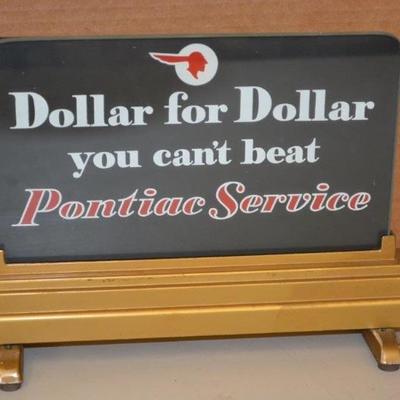 Dollar for Dollar
you can't beat
Pontiac Service